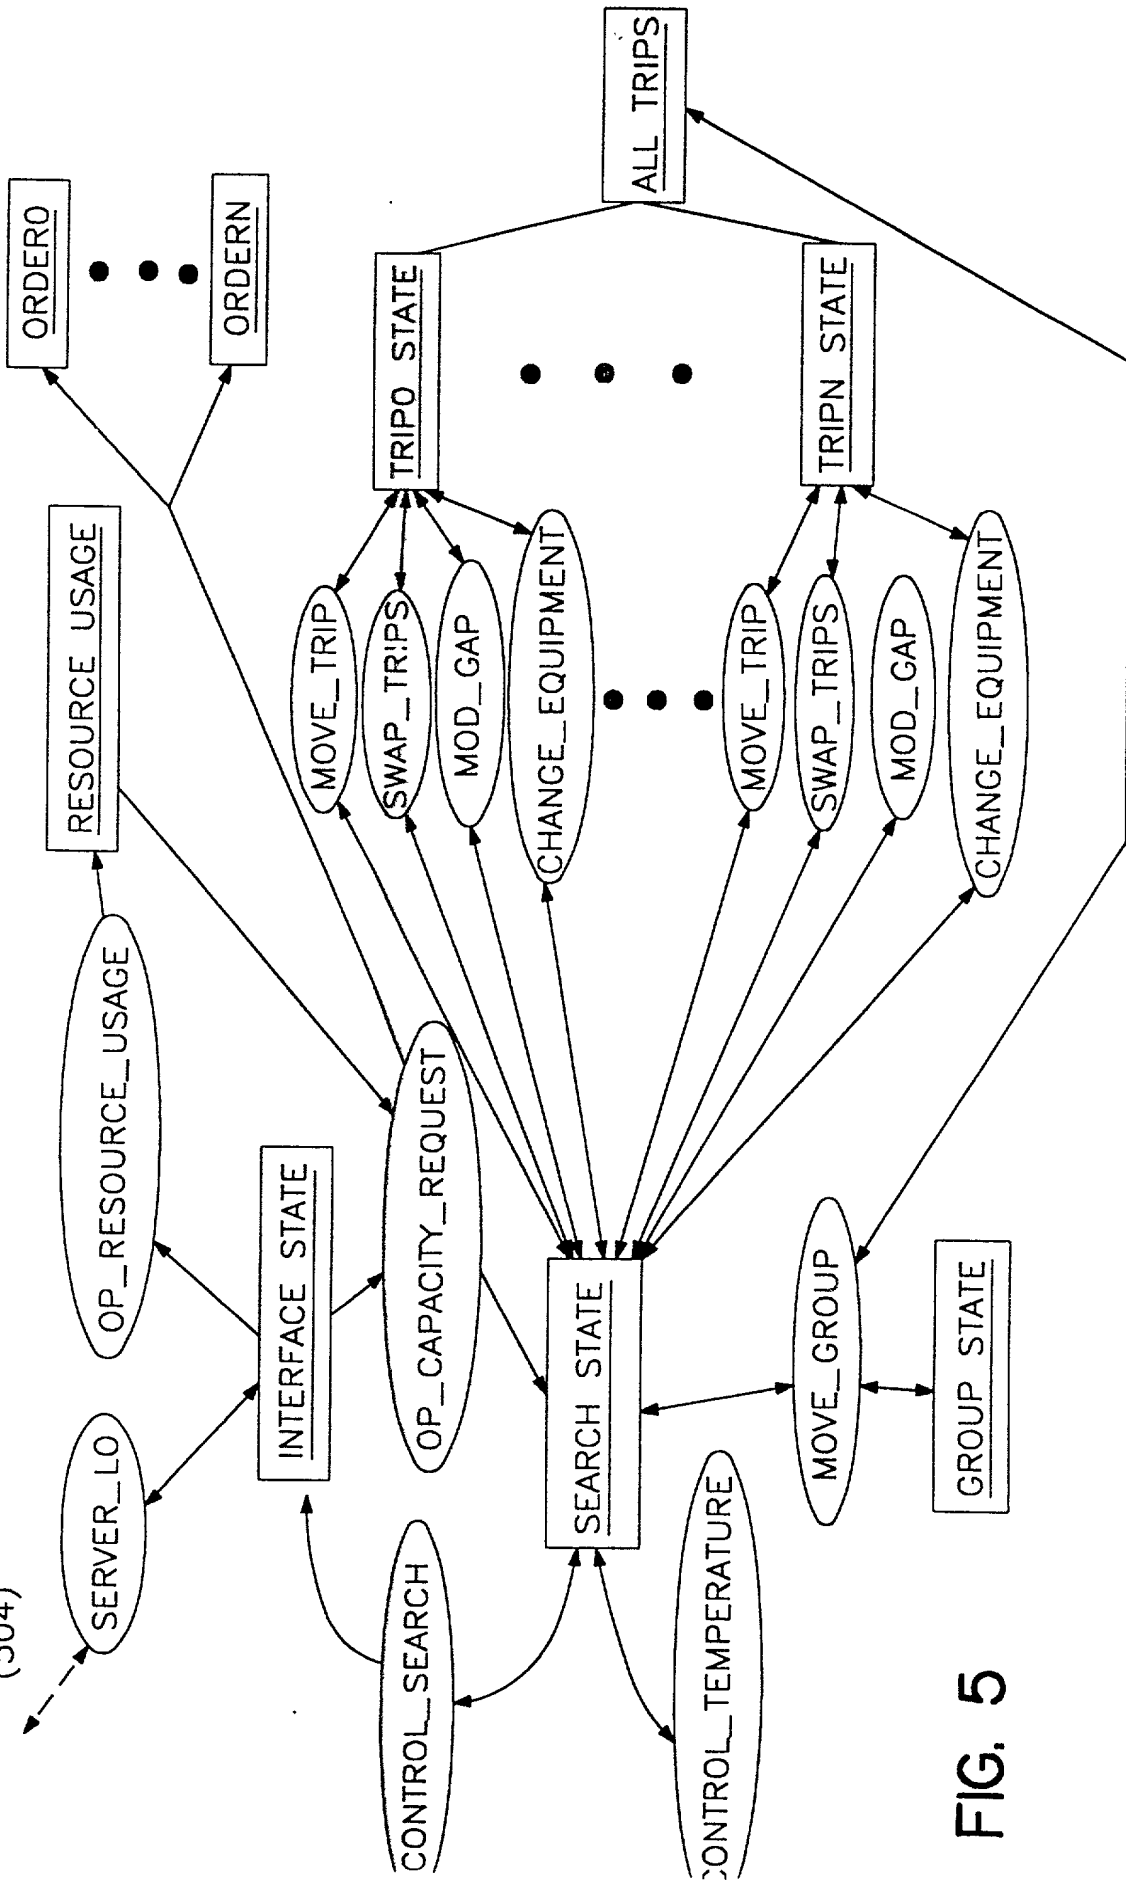 (304)
SERVER_LO
OP_RESOURCE_USAGE
RESOURCE USAGE
ORDER0
ORDERN
INTERFACE STATE
CONTROL_SEARCH
OP_CAPACITY_REQUEST
MOVE_TRIP
SWAP_TRIPS
MOD_GAP
CHANGE_EQUIPMENT
TRIP0 STATE
ALL TRIPS
SEARCH STATE
CONTROL_TEMPERATURE
MOVE_TRIP
SWAP_TRIPS
MOD_GAP
CHANGE_EQUIPMENT
TRIPN STATE
MOVE_GROUP
GROUP STATE
FIG. 5